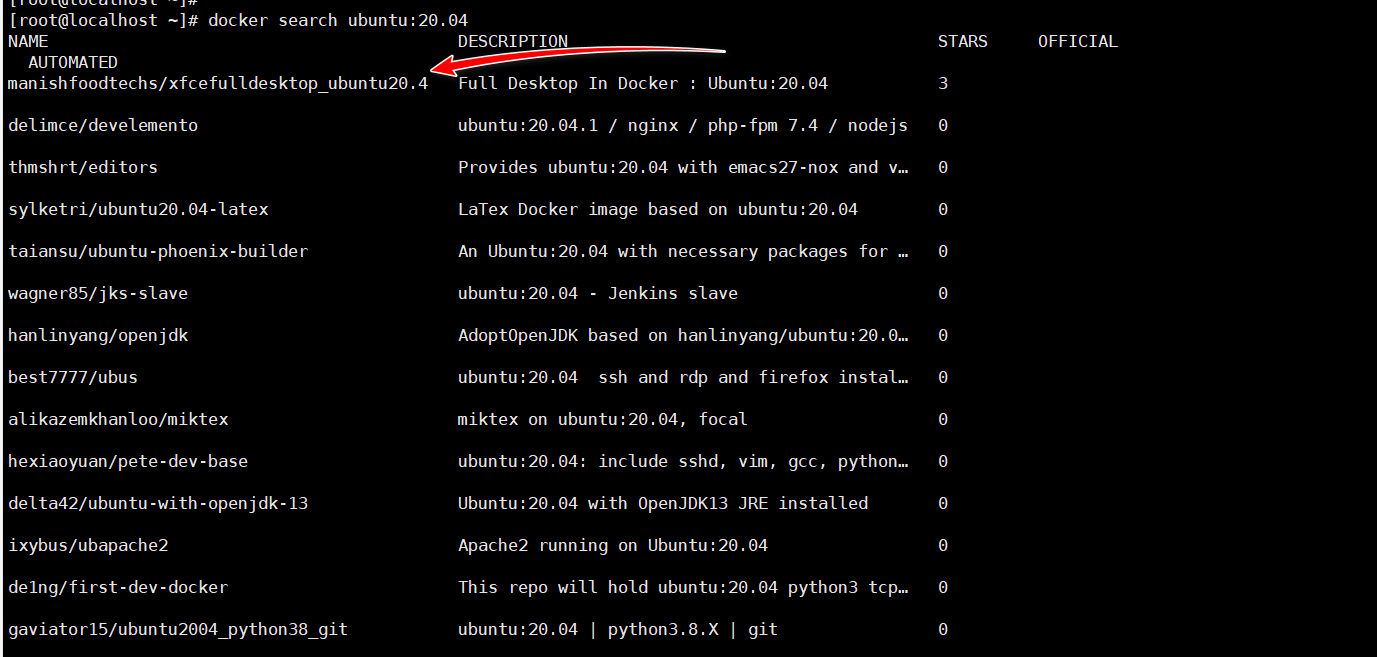 [root@localhost ~]#
[root@localhost ~]# docker search ubuntu:20.04
NAME DESCRIPTION STARS OFFICIAL
AUTOMATED
manishfoodtechs/xfcefulldesktop_ubuntu20.4 Full Desktop In Docker : Ubuntu:20.04 3
delimce/develemento ubuntu:20.04.1 / nginx / php-fpm 7.4 / nodejs 0
thmshrt/editors Provides ubuntu:20.04 with emacs27-nox and v… 0
sylketri/ubuntu20.04-latex LaTex Docker image based on ubuntu:20.04 0
taiansu/ubuntu-phoenix-builder An Ubuntu:20.04 with necessary packages for … 0
wagner85/jks-slave ubuntu:20.04 - Jenkins slave 0
hanlinyang/openjdk AdoptOpenJDK based on hanlinyang/ubuntu:20.0… 0
best7777/ubus ubuntu:20.04  ssh and rdp and firefox instal… 0
alikazemkhanloo/miktex miktex on ubuntu:20.04, focal 0
hexiaoyuan/pete-dev-base ubuntu:20.04: include sshd, vim, gcc, python… 0
delta42/ubuntu-with-openjdk-13 Ubuntu:20.04 with OpenJDK13 JRE installed 0
ixybus/ubapache2 Apache2 running on Ubuntu:20.04 0
de1ng/first-dev-docker This repo will hold ubuntu:20.04 python3 tcp… 0
gaviator15/ubuntu2004_python38_git ubuntu:20.04 | python3.8.X | git 0